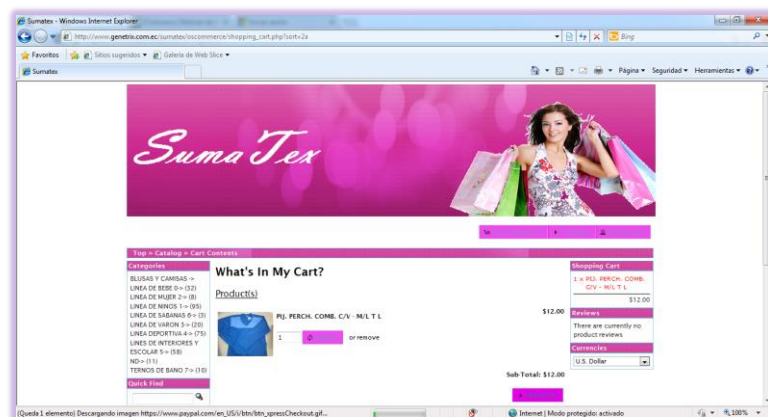 Sumatex - Windows Internet Explorer
http://www.genetrix.com.ec/sumatex/oscommerce/shopping_cart.php?sort=2a
Bing
Favoritos
Sitios sugeridos
Galería de Web Slice
Sumatex
Página
Seguridad
Herramientas
Suma Tex
Top » Catalog » Cart Contents
Categories
BLUSAS Y CAMISAS ->
LINEA DE BEBE 0-> (32)
LINEA DE MUJER 2-> (8)
LINEA DE NINOS 1-> (95)
LINEA DE SABANAS 6-> (3)
LINEA DE VARON 3-> (20)
LINEA DEPORTIVA 4-> (75)
LINES DE INTERIORES Y
ESCOLAR 5-> (58)
ND-> (11)
TERNOS DE BANO 7-> (10)
Quick Find
What's In My Cart?
Product(s)
PIJ. PERCH. COMB. C/V - M/L T L
$12.00
1
or remove
Sub-Total: $12.00
Shopping Cart
1 x PIJ. PERCH. COMB.
C/V - M/L T L
$12.00
Reviews
There are currently no
product reviews
Currencies
U.S. Dollar
(Queda 1 elemento) Descargando imagen https://www.paypal.com/en_US/i/btn/btn_xpressCheckout.gif...
Internet | Modo protegido: activado
100%